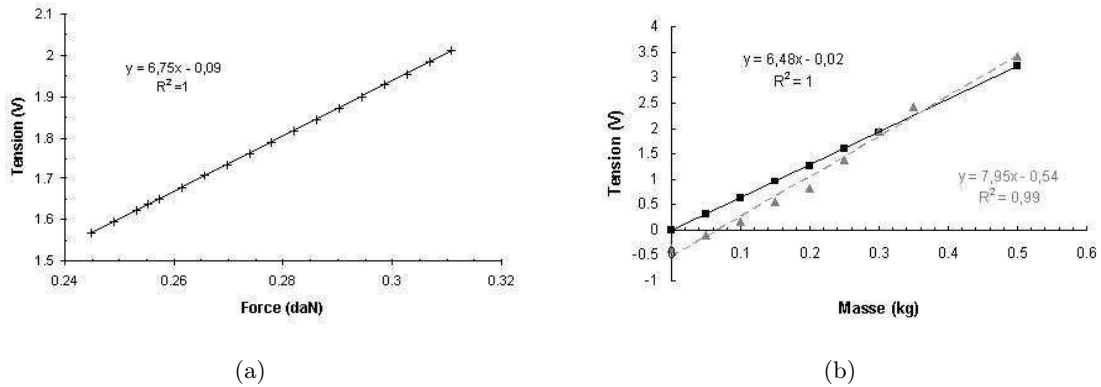 2.1
2
1.9
1.8
1.7
1.6
1.5
0.24
0.26
0.28
0.3
0.32
Tension (V)
Force (daN)
y = 6,75x - 0,09
R² =1
(a)
4
3.5
3
2.5
2
1.5
1
0.5
0
-0.5
-1
0.1
0.2
0.3
0.4
0.5
0.6
Tension (V)
Masse (kg)
y = 6,48x - 0,02
R² = 1
y = 7,95x - 0,54
R² = 0,99
(b)